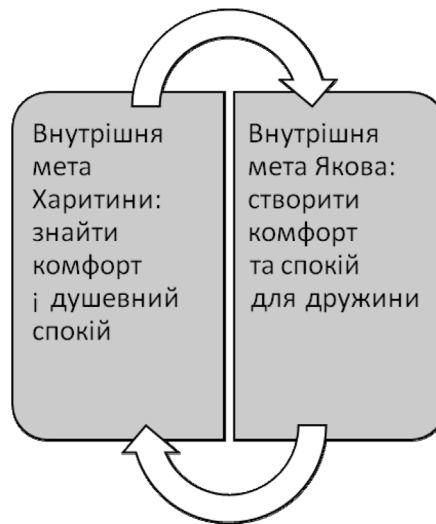 Внутрішня
мета
Харитини:
знайти
комфорт
¡ душевний
спокій
Внутрішня
мета Якова:
створити
комфорт
та спокій
для дружини